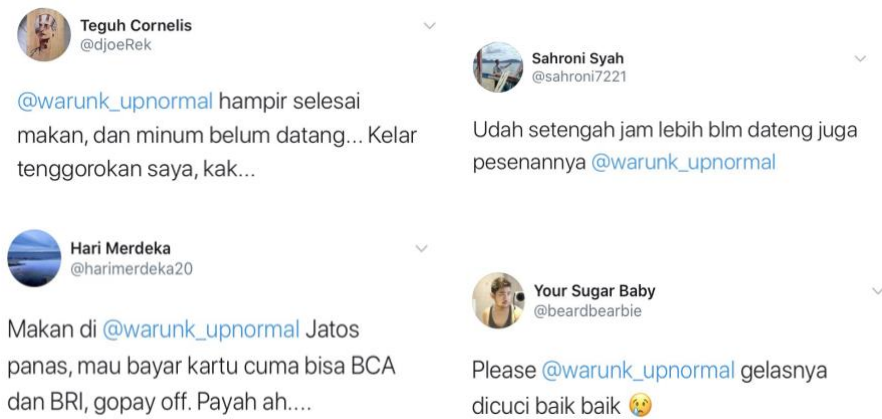 Teguh Cornelis
@djoeRek
@warunk_upnormal hampir selesai
makan, dan minum belum datang... Kelar
tenggorokan saya, kak...
Sahroni Syah
@sahroni7221
Udah setengah jam lebih blm dateng juga
pesenannya @warunk_upnormal
Hari Merdeka
@harimerdeka20
Makan di @warunk_upnormal Jatos
panas, mau bayar kartu cuma bisa BCA
dan BRI, gopay off. Payah ah....
Your Sugar Baby
@beardbearbie
Please @warunk_upnormal gelasnya
dicuci baik baik 😢